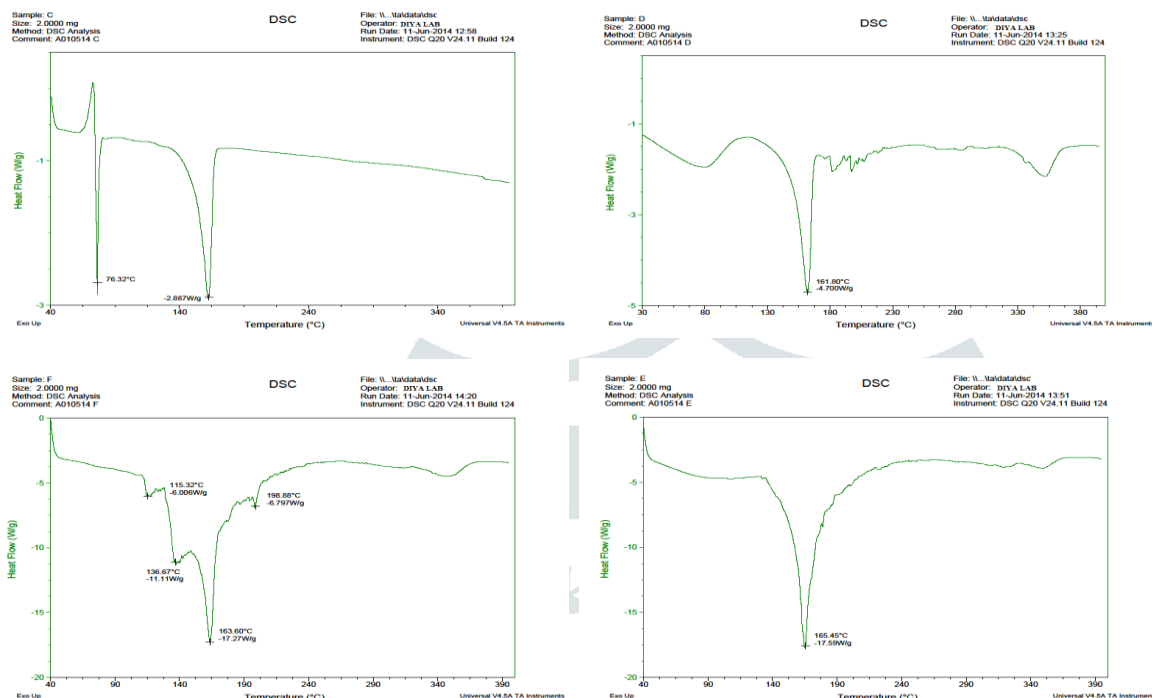 Sample: C
Size: 2.0000 mg
Method: DSC Analysis
Comment: A010514 C
DSC
File: \\...\ta\data\dsc
Operator: DIYA LAB
Run Date: 11-Jun-2014 12:58
Instrument: DSC Q20 V24.11 Build 124
Heat Flow (W/g)
-1
-3
76.32°C
-2.887W/g
40
140
240
340
Exo Up
Temperature (°C)
Universal V4.5A TA Instruments
Sample: D
Size: 2.0000 mg
Method: DSC Analysis
Comment: A010514 D
DSC
File: \\...\ta\data\dsc
Operator: DIYA LAB
Run Date: 11-Jun-2014 13:25
Instrument: DSC Q20 V24.11 Build 124
Heat Flow (W/g)
-1
-3
-5
161.80°C
-4.700W/g
30
80
130
180
230
280
330
380
Exo Up
Temperature (°C)
Universal V4.5A TA Instruments
Sample: F
Size: 2.0000 mg
Method: DSC Analysis
Comment: A010514 F
DSC
File: \\...\ta\data\dsc
Operator: DIYA LAB
Run Date: 11-Jun-2014 14:20
Instrument: DSC Q20 V24.11 Build 124
Heat Flow (W/g)
0
-5
-10
-15
-20
115.32°C
-6.006W/g
198.88°C
-6.797W/g
136.67°C
-11.11W/g
163.60°C
-17.27W/g
40
90
140
190
240
290
340
390
Exo Up
Temperature (°C)
Universal V4.5A TA Instruments
Sample: E
Size: 2.0000 mg
Method: DSC Analysis
Comment: A010514 E
DSC
File: \\...\ta\data\dsc
Operator: DIYA LAB
Run Date: 11-Jun-2014 13:51
Instrument: DSC Q20 V24.11 Build 124
Heat Flow (W/g)
0
-5
-10
-15
-20
165.45°C
-17.59W/g
40
90
140
190
240
290
340
390
Exo Up
Temperature (°C)
Universal V4.5A TA Instruments